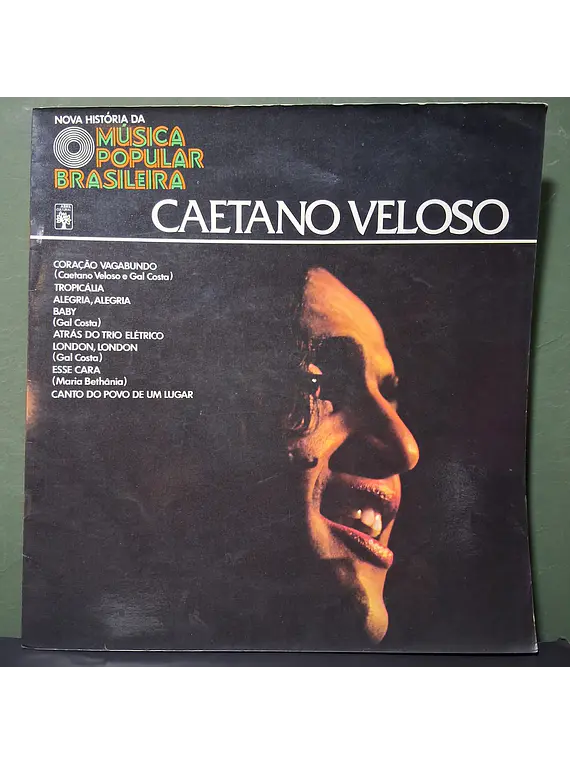 NOVA HISTÓRIA DA
MÚSICA
POPULAR
BRASILEIRA
CAETANO VELOSO
CORAÇÃO VAGABUNDO
(Caetano Veloso e Gal Costa)
TROPICÁLIA
ALEGRIA, ALEGRIA
BABY
(Gal Costa)
ATRÁS DO TRIO ELÉTRICO
LONDON, LONDON
(Gal Costa)
ESSE CARA
(Maria Bethânia)
CANTO DO POVO DE UM LUGAR